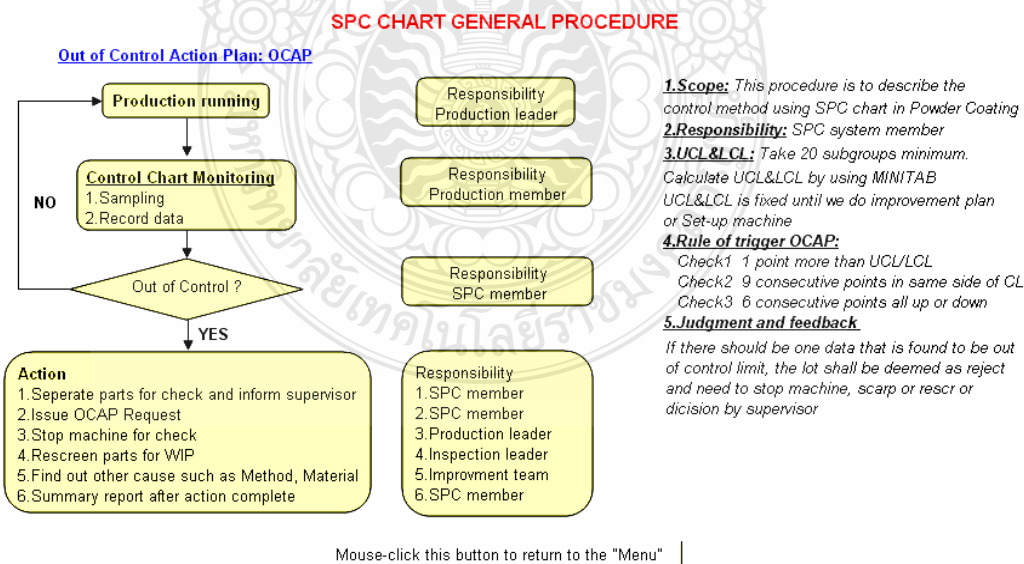 SPC CHART GENERAL PROCEDURE
Out of Control Action Plan: OCAP
Production running
Responsibility
Production leader
Control Chart Monitoring
1.Sampling
2.Record data
Responsibility
Production member
NO
Out of Control ?
Responsibility
SPC member
YES
Action
1.Seperate parts for check and inform supervisor
2.Issue OCAP Request
3.Stop machine for check
4.Rescreen parts for WIP
5.Find out other cause such as Method, Material
6.Summary report after action complete
Responsibility
1.SPC member
2.SPC member
3.Production leader
4.Inspection leader
5.Improvment team
6.SPC member
1.Scope: This procedure is to describe the
control method using SPC chart in Powder Coating
2.Responsibility: SPC system member
3.UCL&LCL: Take 20 subgroups minimum.
Calculate UCL&LCL by using MINITAB
UCL&LCL is fixed until we do improvement plan
or Set-up machine
4.Rule of trigger OCAP:
Check1 1 point more than UCL/LCL
Check2 9 consecutive points in same side of CL
Check3 6 consecutive points all up or down
5.Judgment and feedback
If there should be one data that is found to be out
of control limit, the lot shall be deemed as reject
and need to stop machine, scarp or rescr or
dicision by supervisor
Mouse-click this button to return to the "Menu"